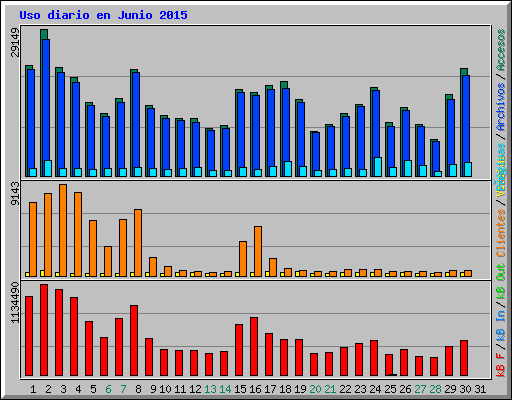 Uso diario en Junio 2015
29149
9143
1134490
kB F / kB In / kB Out Clientes / / Archivos / Accesos
1 2 3 4 5 6 7 8 9 10 11 12 13 14 15 16 17 18 19 20 21 22 23 24 25 26 27 28 29 30 31